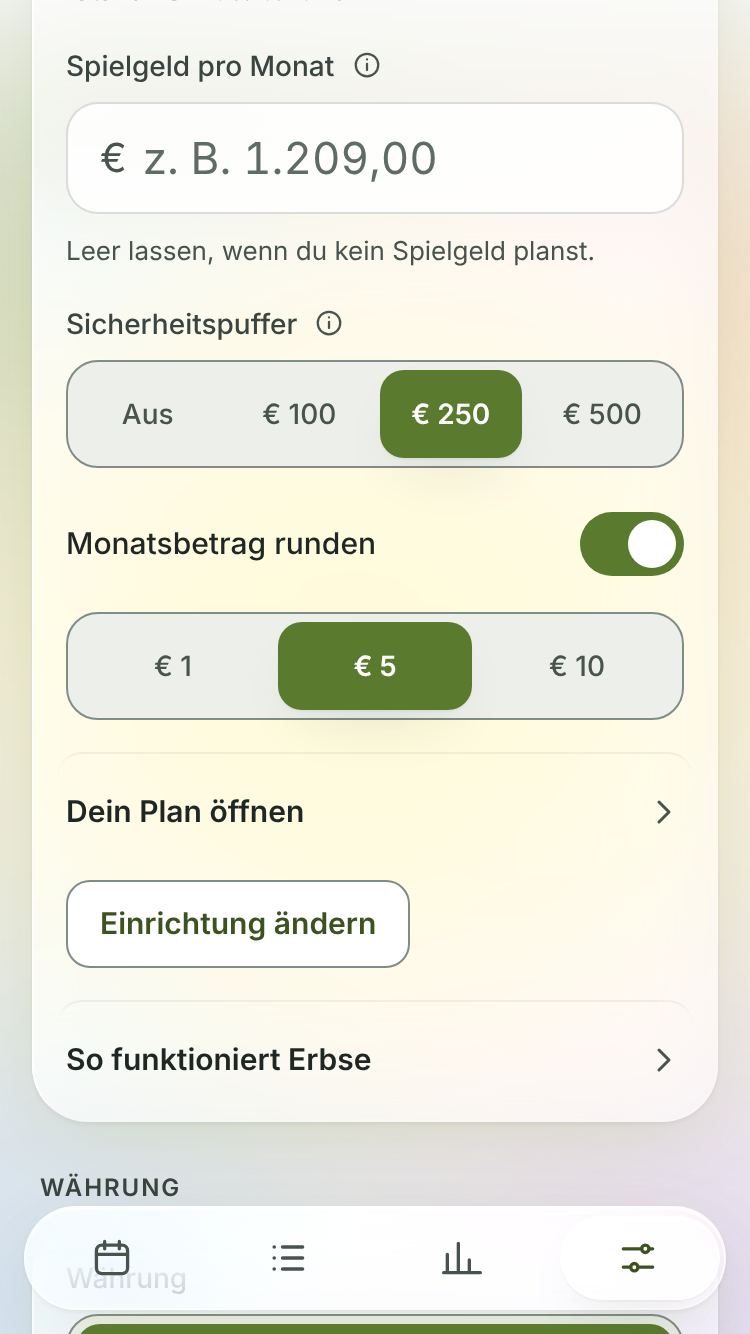 Spielgeld pro Monat
€ z. B. 1.209,00
Leer lassen, wenn du kein Spielgeld planst.
Sicherheitspuffer
Aus € 100 € 250 € 500
Monatsbetrag runden
€ 1 € 5 € 10
Dein Plan öffnen
Einrichtung ändern
So funktioniert Erbse
WÄHRUNG
Währung